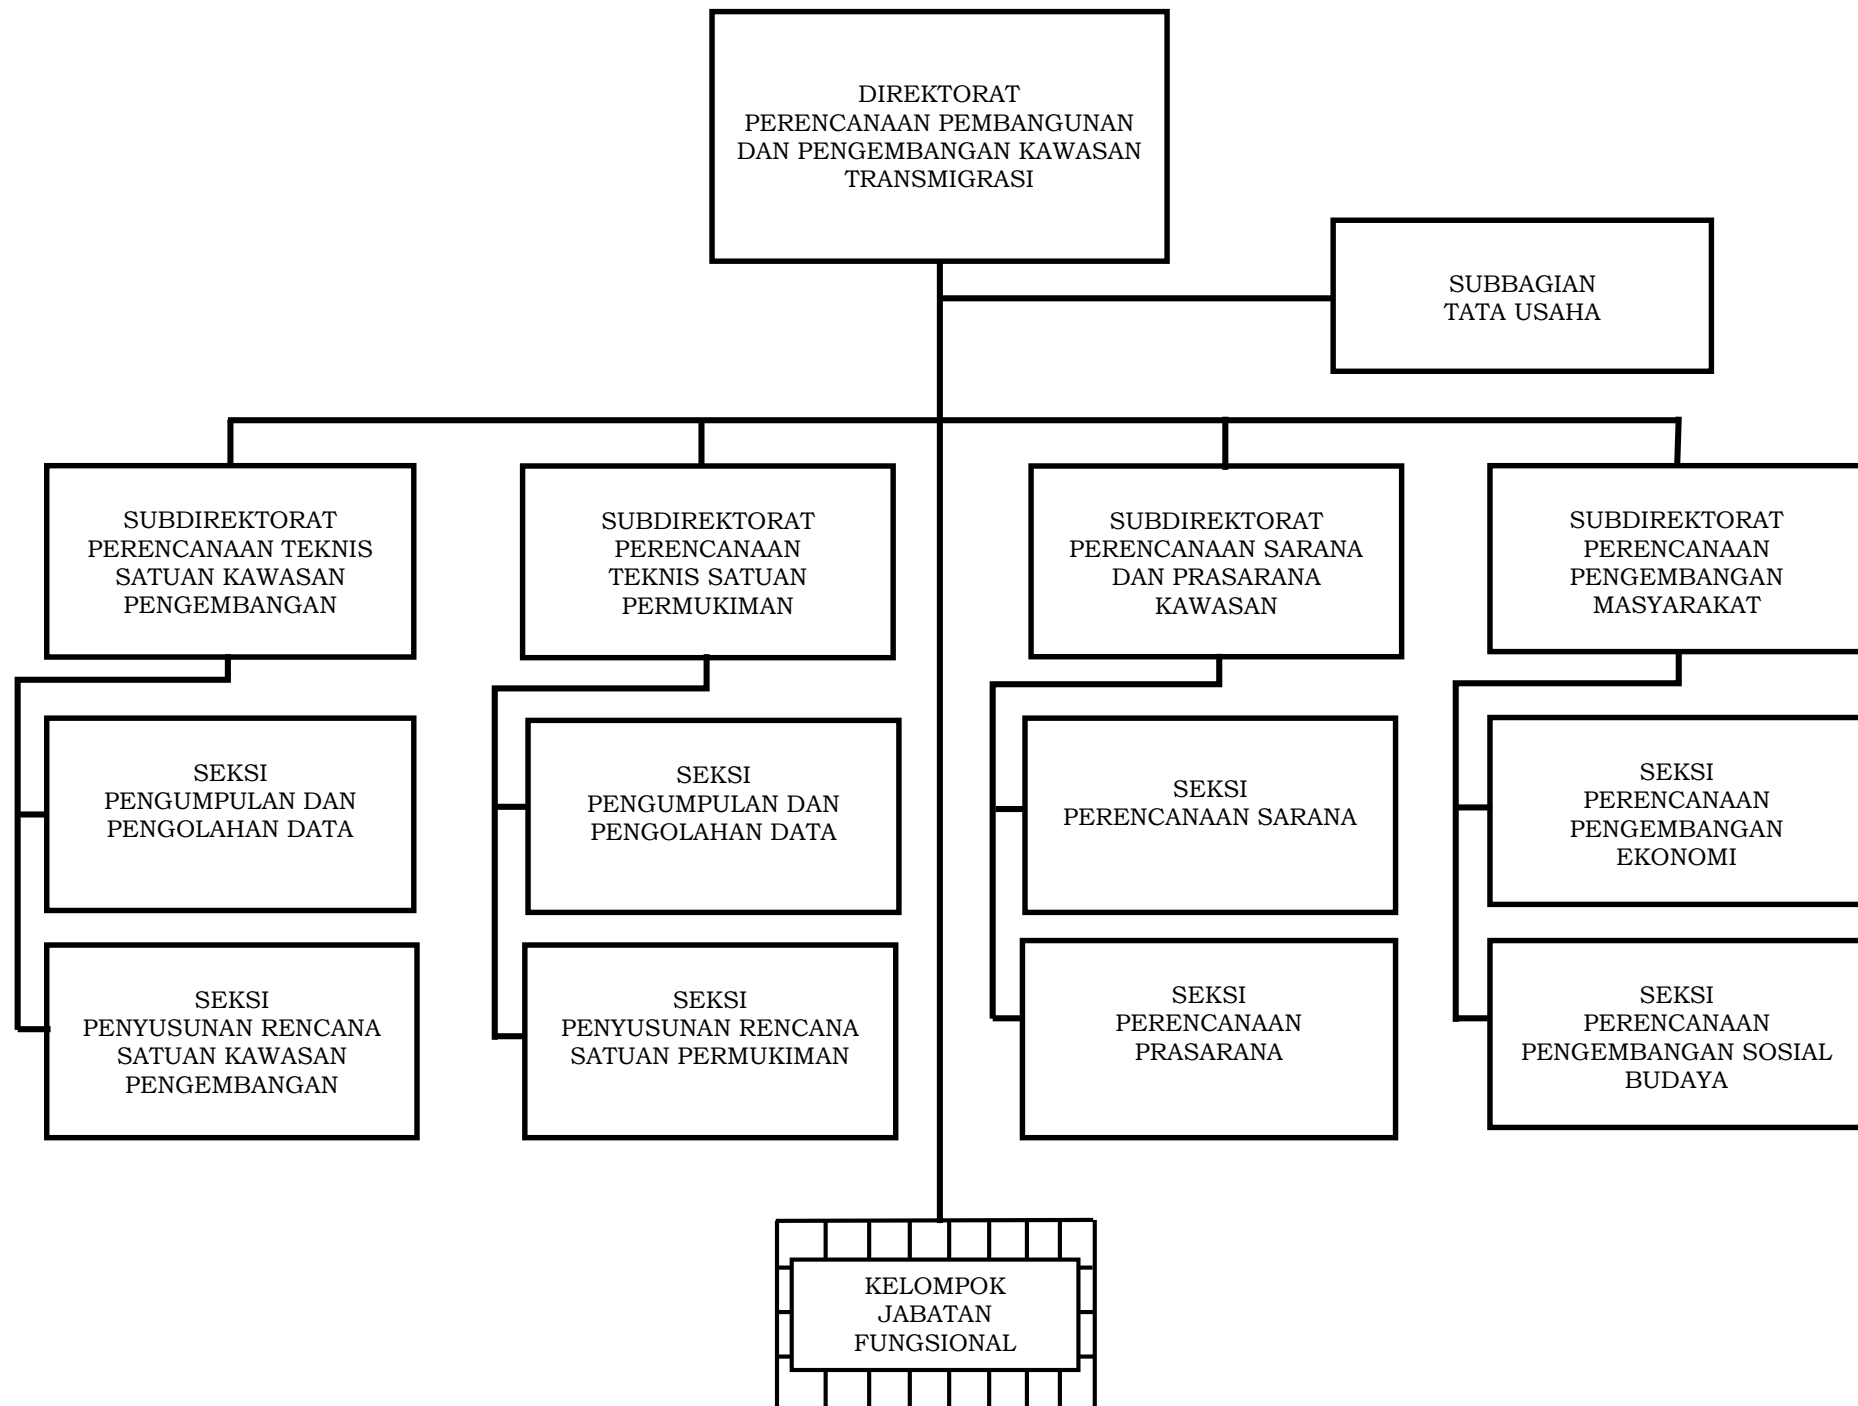 DIREKTORAT
PERENCANAAN PEMBANGUNAN
DAN PENGEMBANGAN KAWASAN
TRANSMIGRASI
SUBBAGIAN
TATA USAHA
SUBDIREKTORAT
PERENCANAAN TEKNIS
SATUAN KAWASAN
PENGEMBANGAN
SUBDIREKTORAT
PERENCANAAN
TEKNIS SATUAN
PERMUKIMAN
SUBDIREKTORAT
PERENCANAAN SARANA
DAN PRASARANA
KAWASAN
SUBDIREKTORAT
PERENCANAAN
PENGEMBANGAN
MASYARAKAT
SEKSI
PENGUMPULAN DAN
PENGOLAHAN DATA
SEKSI
PENGUMPULAN DAN
PENGOLAHAN DATA
SEKSI
PERENCANAAN SARANA
SEKSI
PERENCANAAN
PENGEMBANGAN
EKONOMI
SEKSI
PENYUSUNAN RENCANA
SATUAN KAWASAN
PENGEMBANGAN
SEKSI
PENYUSUNAN RENCANA
SATUAN PERMUKIMAN
SEKSI
PERENCANAAN
PRASARANA
SEKSI
PERENCANAAN
PENGEMBANGAN SOSIAL
BUDAYA
KELOMPOK
JABATAN
FUNGSIONAL